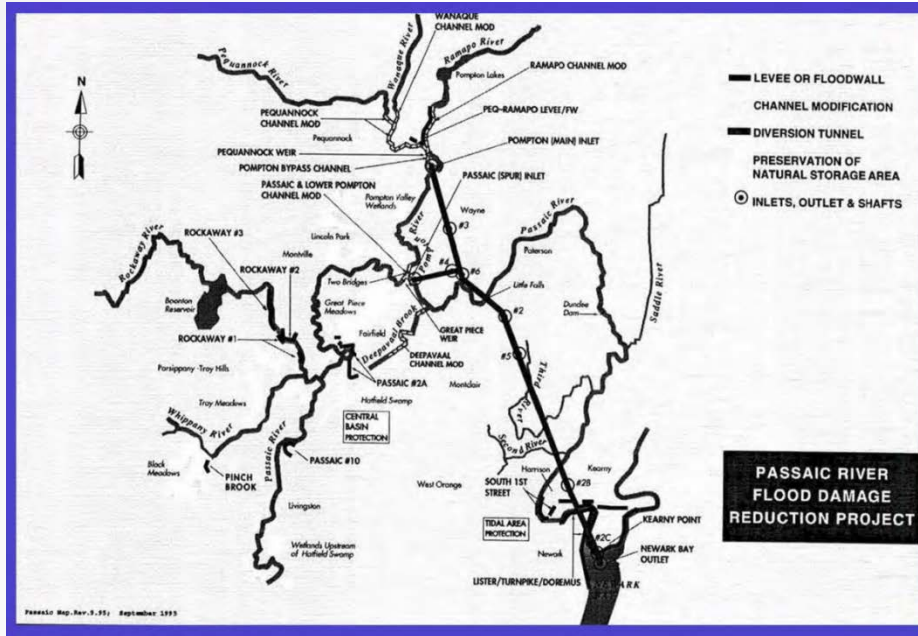 WANAQUE
CHANNEL MOD
Pequannock River
Wanaque River
Ramapo River
Pompton Lakes
RAMAPO CHANNEL MOD
N
PEQUANNOCK
CHANNEL MOD
Pequannock
PEQ-RAMAPO LEVEE/FW
PEQUANNOCK WEIR
POMPTON (MAIN) INLET
POMPTON BYPASS CHANNEL
PASSAIC & LOWER POMPTON
CHANNEL MOD
PASSAIC (SPUR) INLET
Pompton Valley
Wetlands
LEVEE OR FLOODWALL
CHANNEL MODIFICATION
DIVERSION TUNNEL
PRESERVATION OF
NATURAL STORAGE AREA
INLETS, OUTLET & SHAFTS
Rockaway River
ROCKAWAY #3
ROCKAWAY #2
Montville
Lincoln Park
River
Wayne
#3
Passaic River
Paterson
Saddle River
Boonton
Reservoir
Two Bridges
#4
#6
Great Piece
Meadows
Little Falls
Dundee
Dam
#2
ROCKAWAY #1
Fairfield
Deepavaal Brook
GREAT PIECE
WEIR
DEEPAVAAL
CHANNEL MOD
#5
Third
River
Parsippany-Troy Hills
PASSAIC #2A
Montclair
Troy Meadows
Hatfield Swamp
Whippany River
Passaic River
CENTRAL
BASIN
PROTECTION
Second River
Black
Meadows
PINCH
BROOK
PASSAIC #10
West Orange
Harrison
Kearny
SOUTH 1ST
STREET
#2B
Livingston
TIDAL AREA
PROTECTION
KEARNY POINT
Wetlands Upstream
of Hatfield Swamp
Newark
#2C
NEWARK BAY
OUTLET
LISTER/TURNPIKE/DOREMUS
PASSAIC RIVER
FLOOD DAMAGE
REDUCTION PROJECT
Passaic Map.Rev.9.95; September 1995